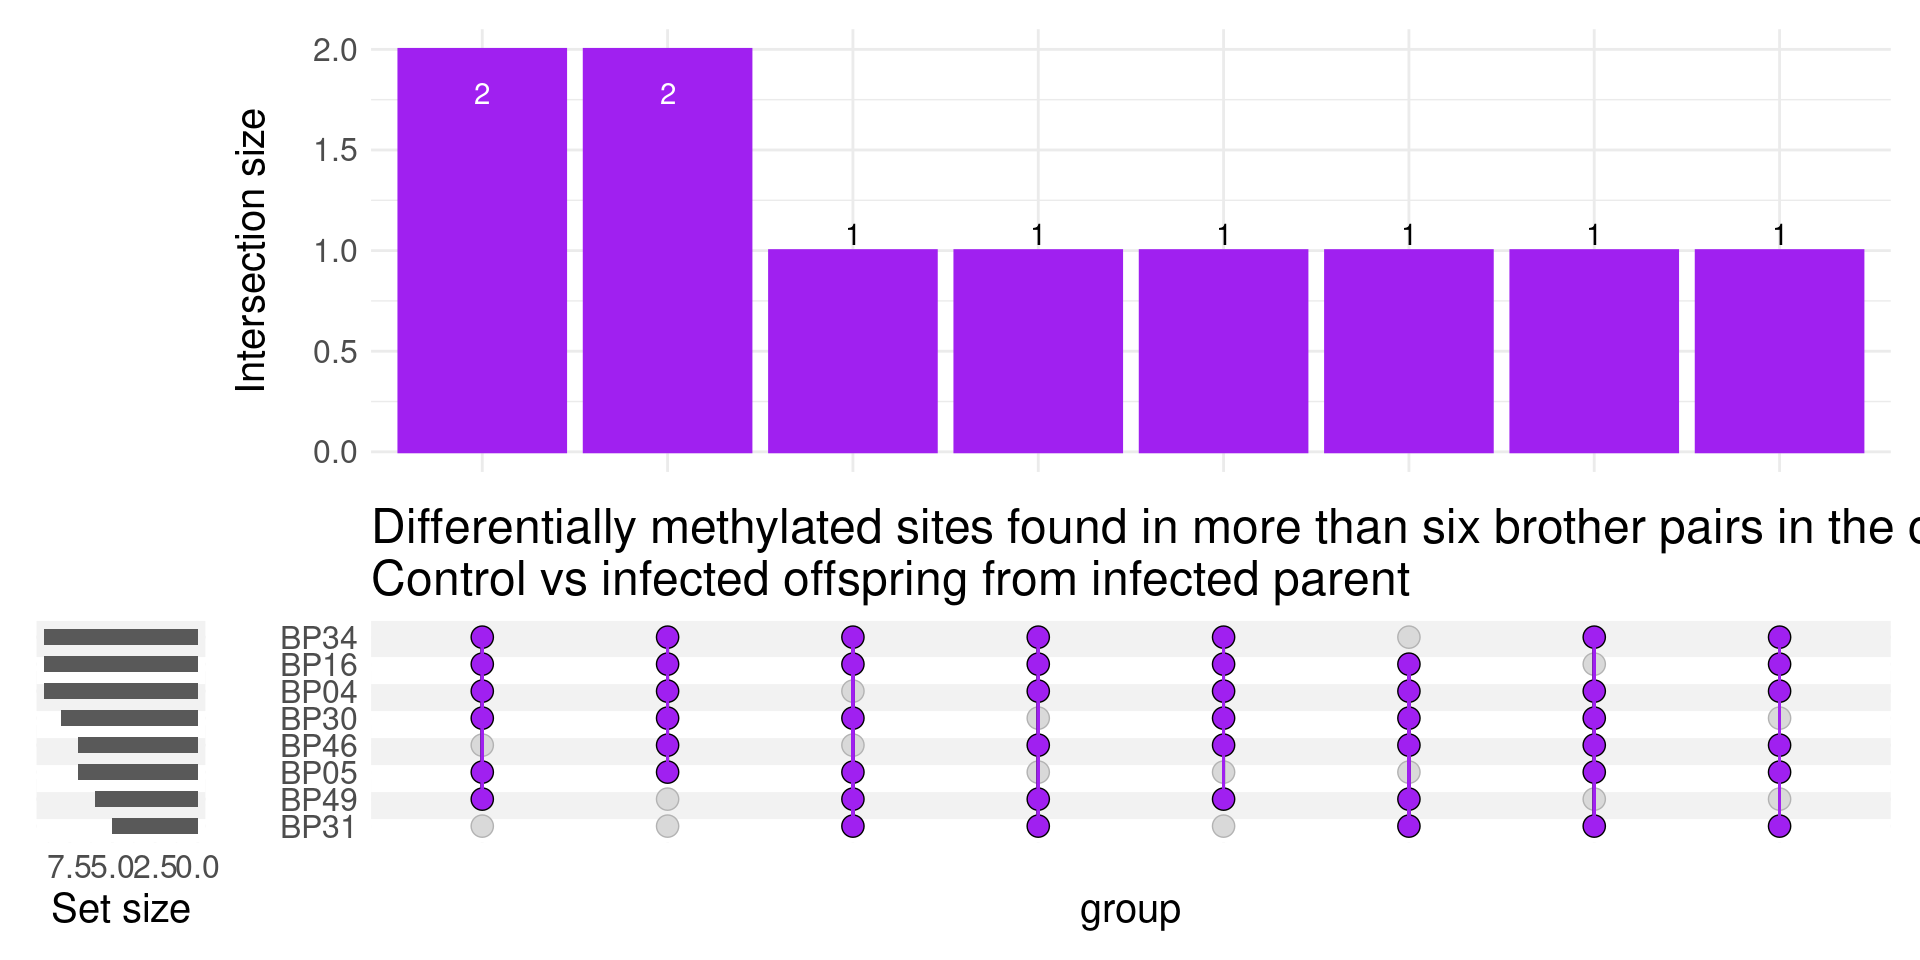 2.0
1.5
1.0
0.5
0.0
Intersection size
2 2 1 1 1 1 1 1
Differentially methylated sites found in more than six brother pairs in the
Control vs infected offspring from infected parent
BP34
BP16
BP04
BP30
BP46
BP05
BP49
BP31
7.55.02.50.0
Set size
group